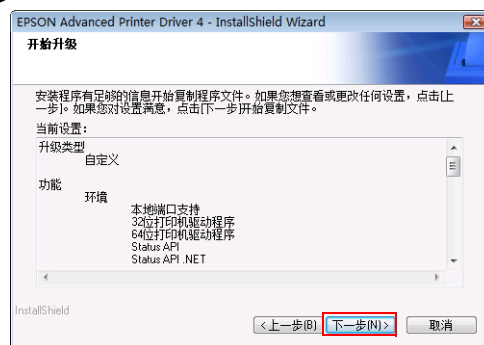 EPSON Advanced Printer Driver 4 - InstallShield Wizard
开始升级
安装程序有足够的信息开始复制程序文件。如果您想查看或更改任何设置，点击[上
一步]。如果您对设置满意，点击[下一步]开始复制文件。
当前设置：
升级类型
自定义
功能
环境
本地端口支持
32位打印机驱动程序
64位打印机驱动程序
Status API
Status API .NET
InstallShield
<上一步(B)
下一步(N)>
取消